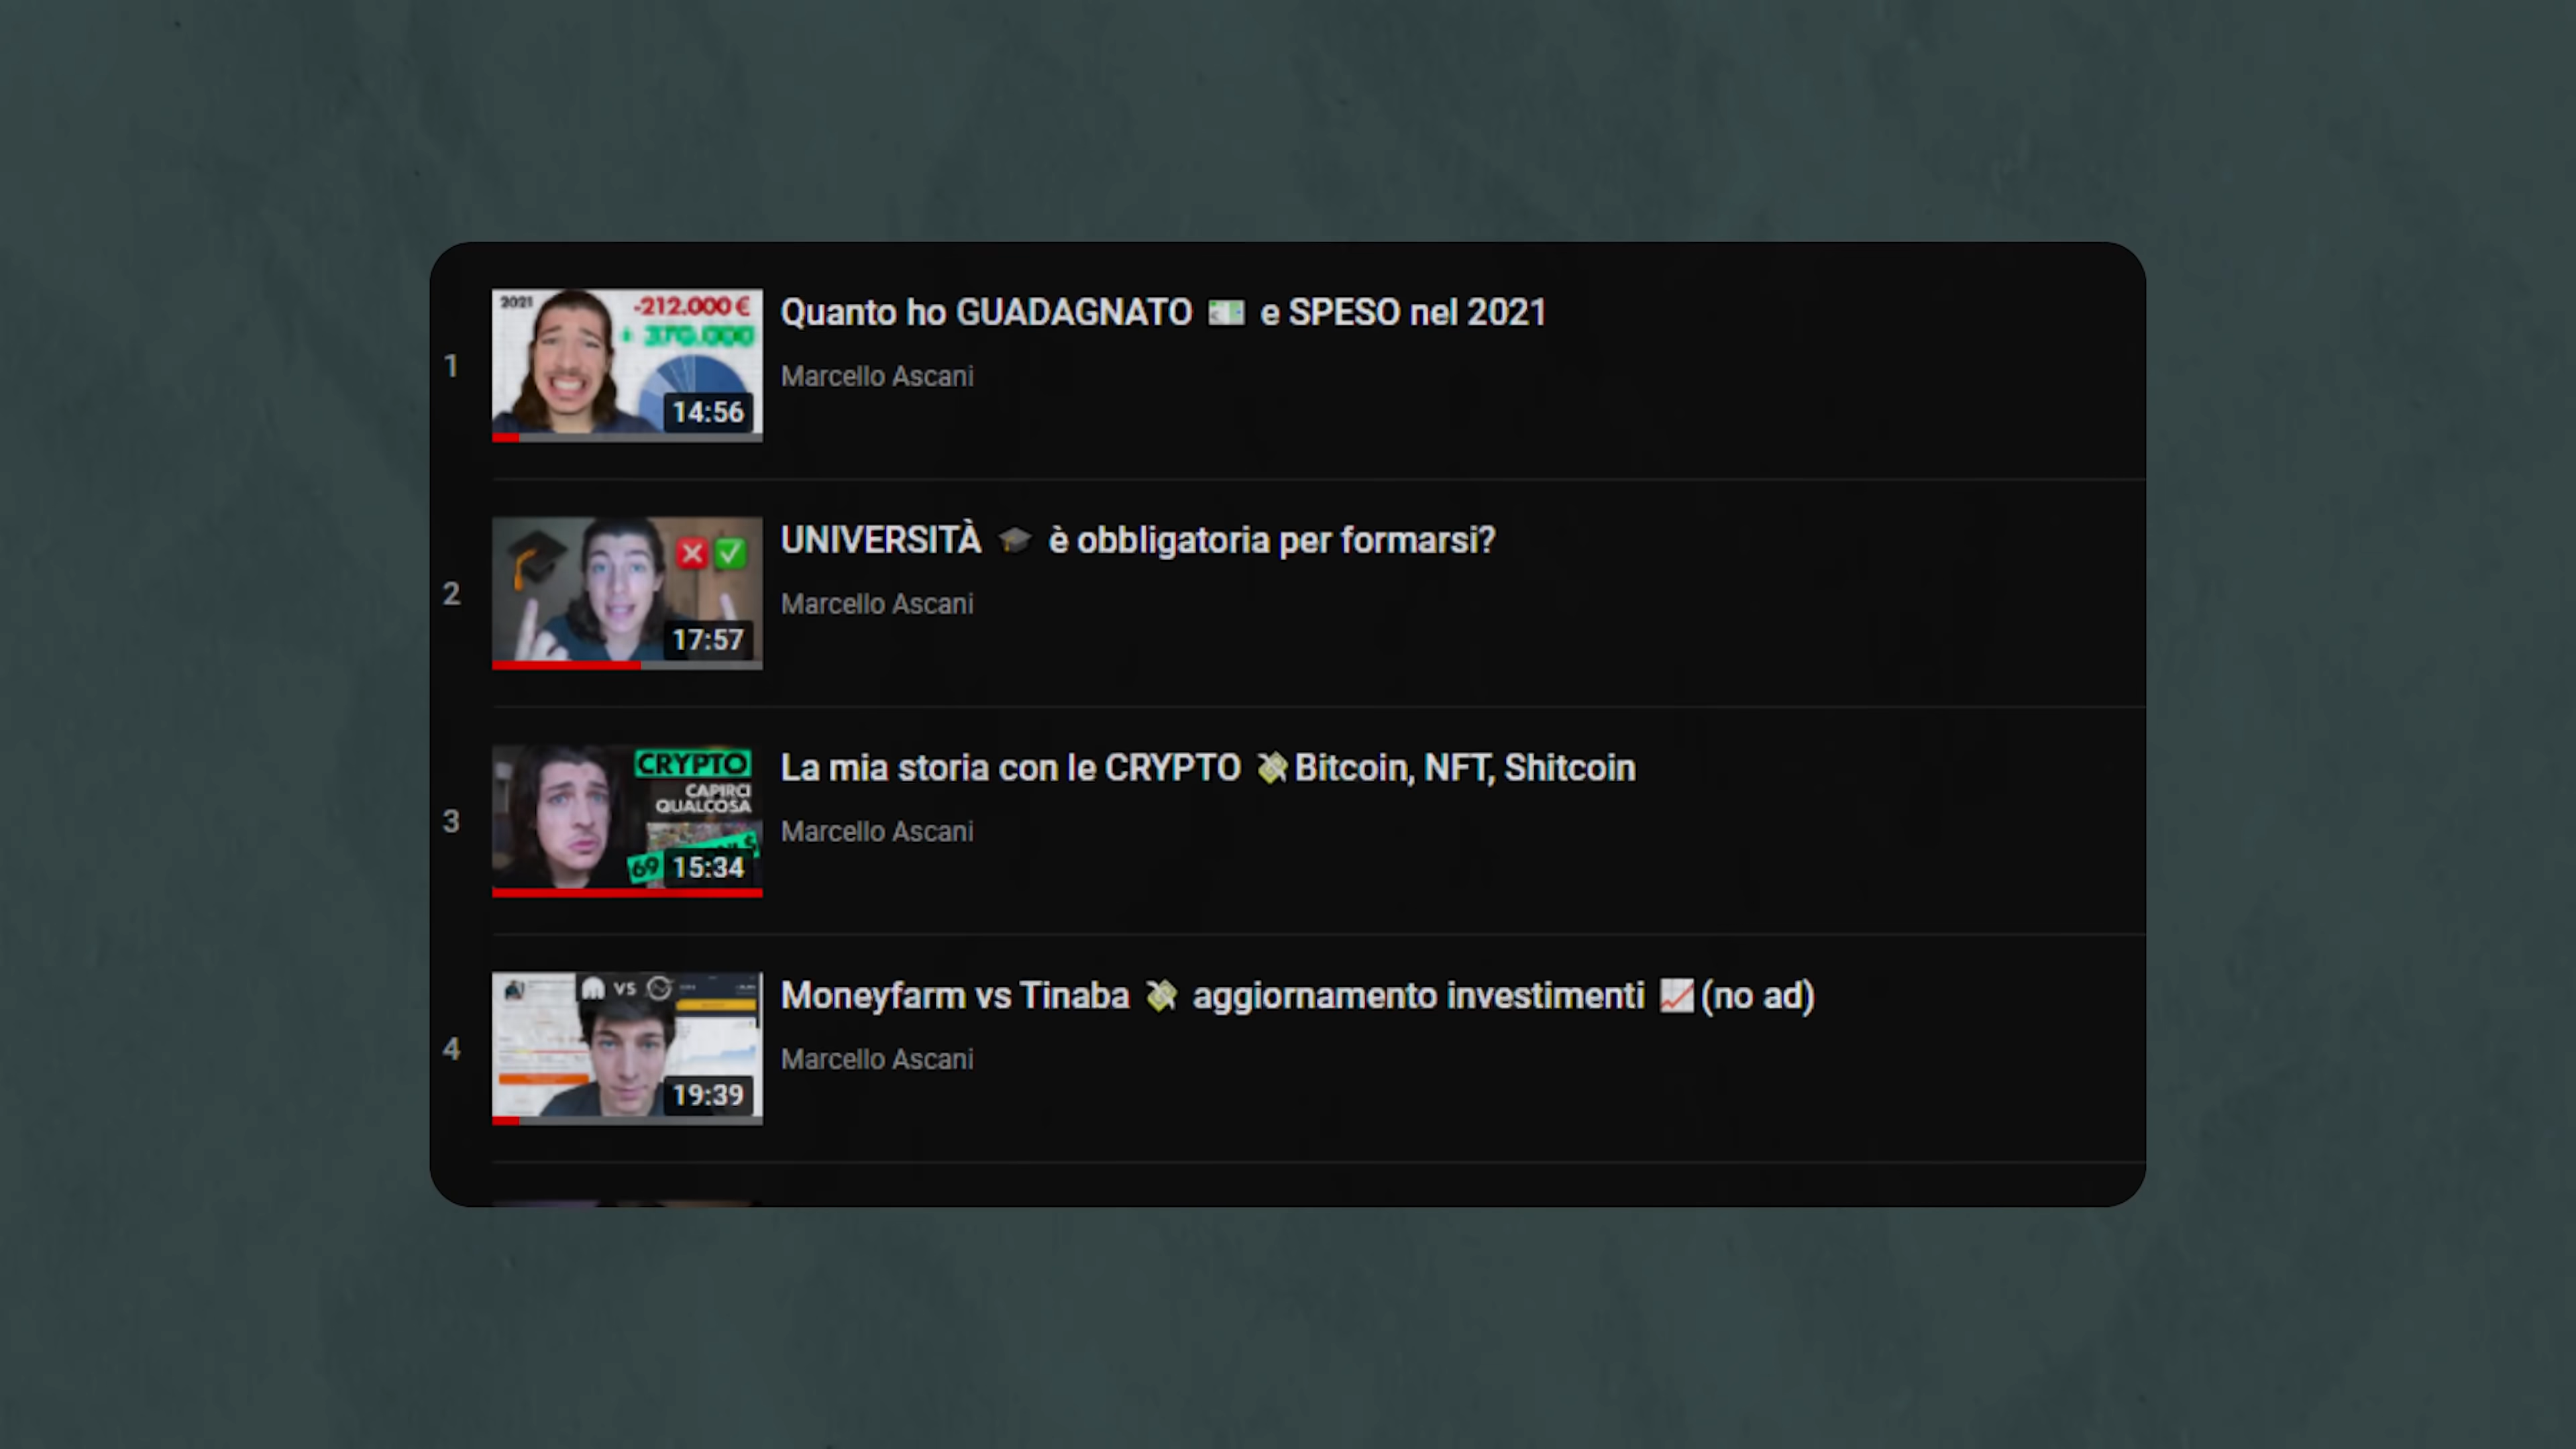 1
2021
-212.000 €
+ 370.000
14:56
Quanto ho GUADAGNATO 💵 e SPESO nel 2021
Marcello Ascani
2
17:57
UNIVERSITÀ 🎓 è obbligatoria per formarsi?
Marcello Ascani
3
CRYPTO
CAPIRCI
QUALCOSA
69
15:34
La mia storia con le CRYPTO 💸 Bitcoin, NFT, Shitcoin
Marcello Ascani
4
VS
19:39
Moneyfarm vs Tinaba 💸 aggiornamento investimenti 📈 (no ad)
Marcello Ascani